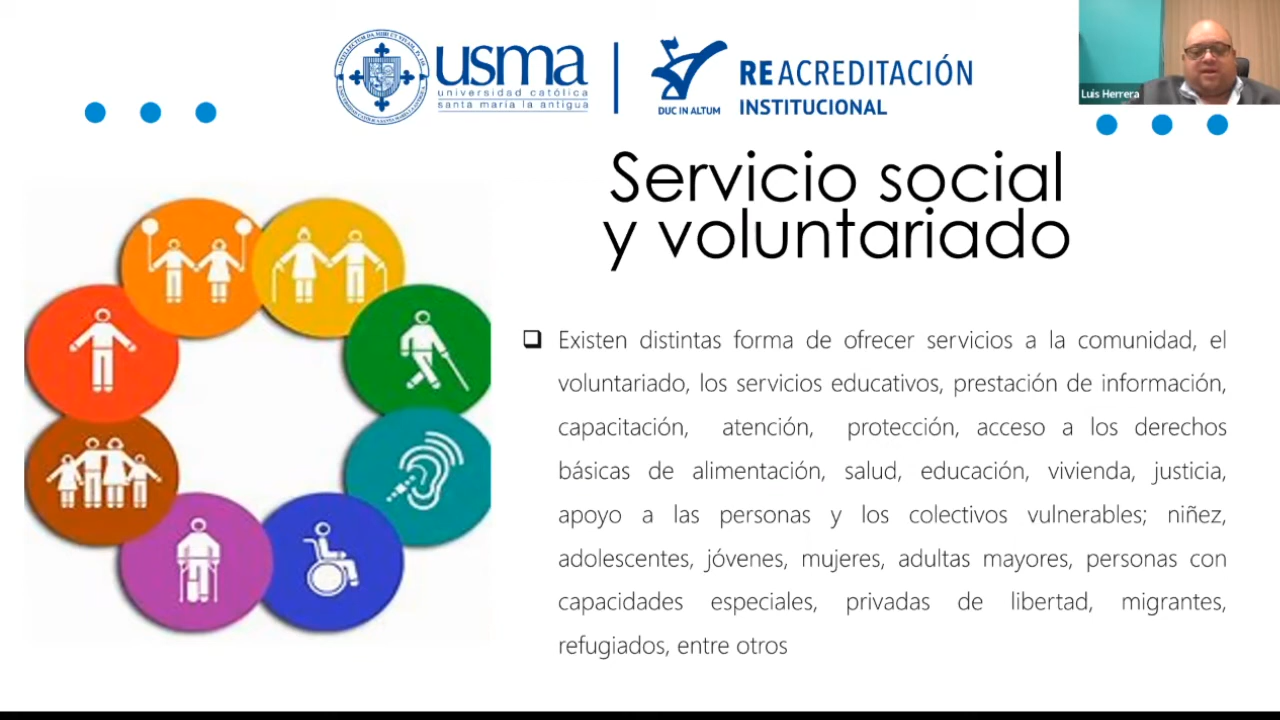 usma
universidad católica
santa maría la antigua
DUC IN ALTUM
REACREDITACIÓN
INSTITUCIONAL
Luis Herrera
Servicio social
y voluntariado
Existen distintas forma de ofrecer servicios a la comunidad, el
voluntariado, los servicios educativos, prestación de información,
capacitación, atención, protección, acceso a los derechos
básicas de alimentación, salud, educación, vivienda, justicia,
apoyo a las personas y los colectivos vulnerables; niñez,
adolescentes, jóvenes, mujeres, adultas mayores, personas con
capacidades especiales, privadas de libertad, migrantes,
refugiados, entre otros